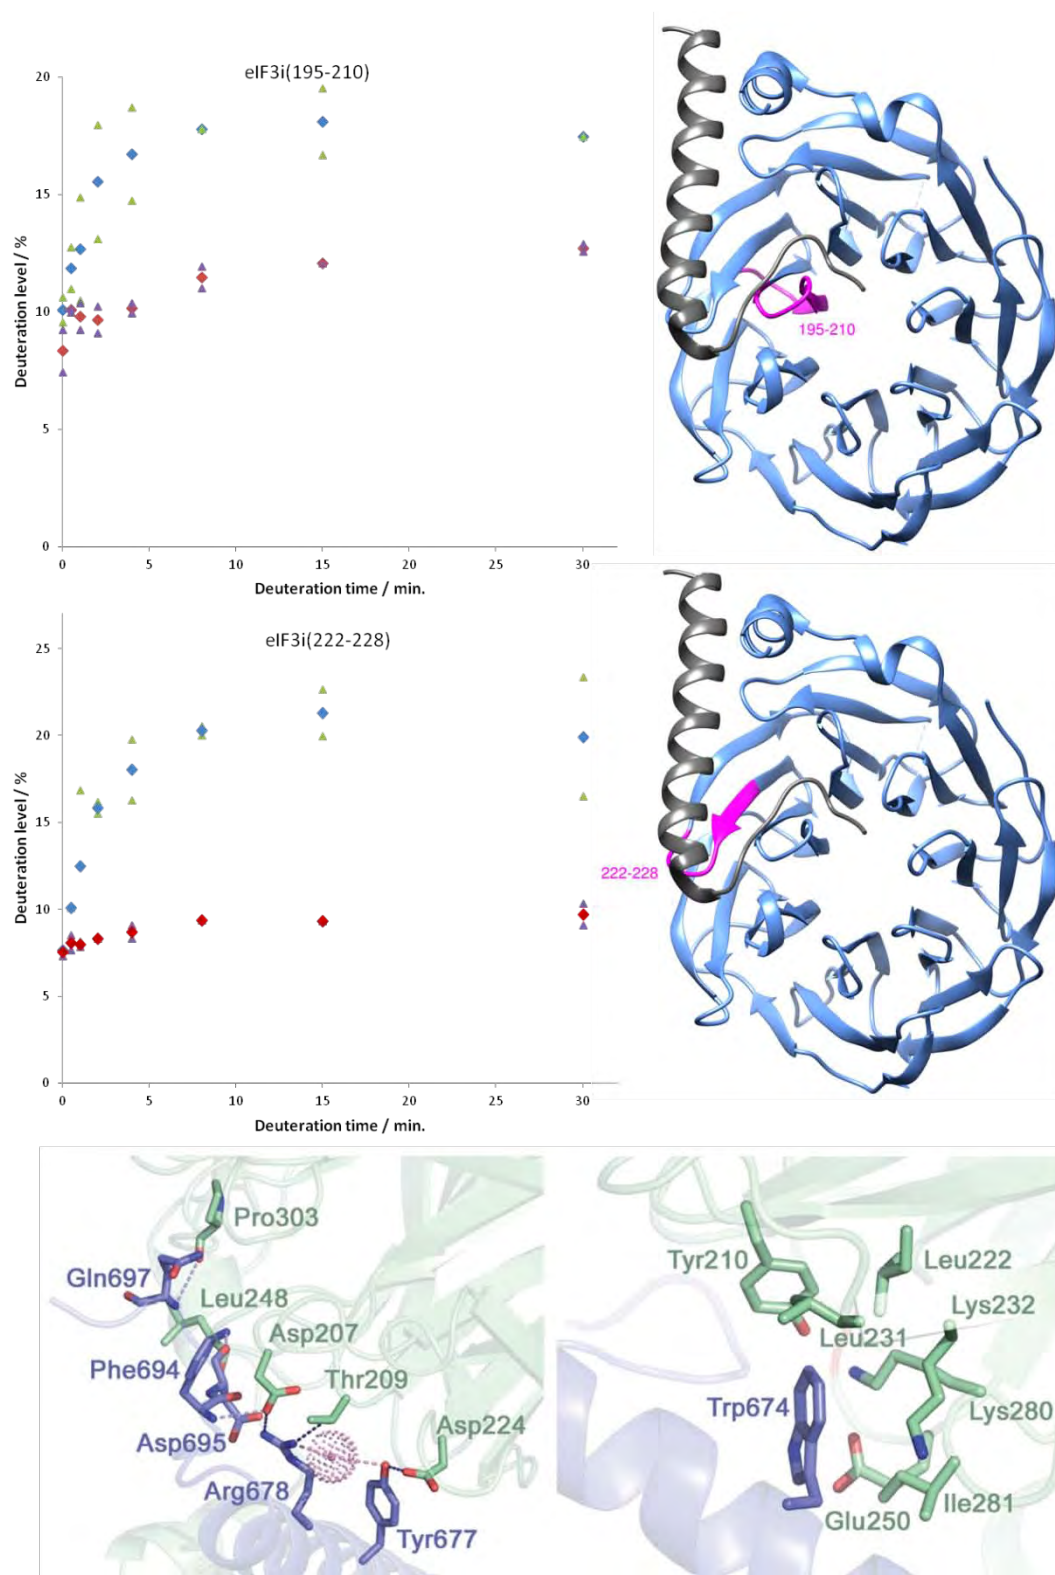 eIF3i(195-210)
Deuteration level / %
20
15
10
5
0
0 5 10 15 20 25 30
Deuteration time / min.
195-210
eIF3i(222-228)
Deuteration level / %
25
20
15
10
5
0
0 5 10 15 20 25 30
Deuteration time / min.
222-228
Pro303
Gln697
Leu248
Asp207
Phe694
Thr209
Asp695
Asp224
Arg678
Tyr677
Tyr210
Leu222
Lys232
Leu231
Trp674
Lys280
Glu250
Ile281